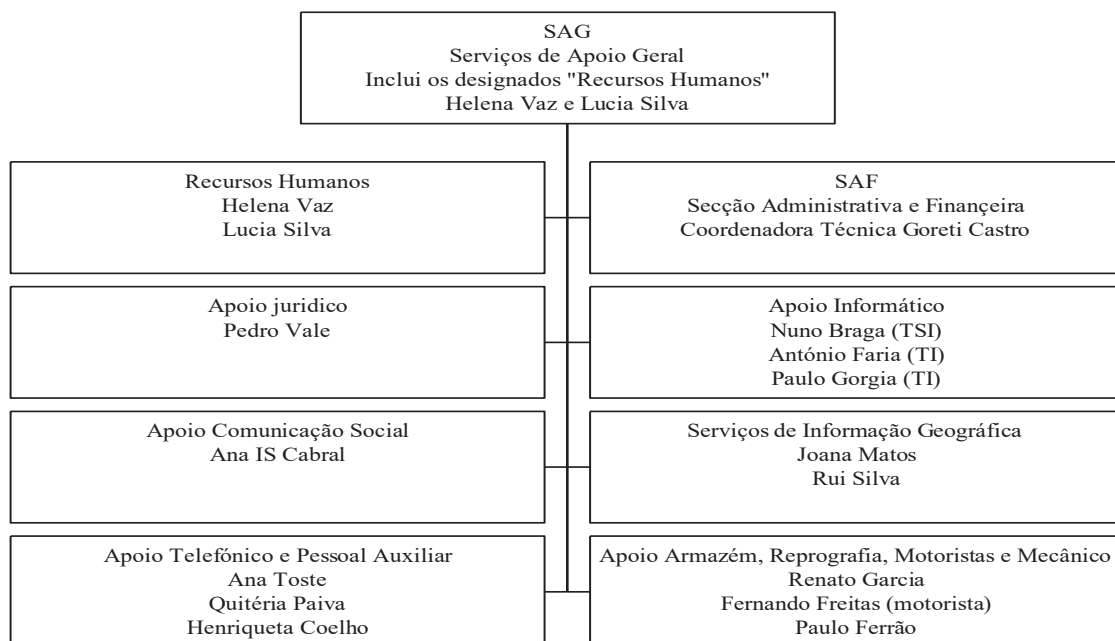 SAG
Serviços de Apoio Geral
Inclui os designados "Recursos Humanos"
Helena Vaz e Lucia Silva
Recursos Humanos
Helena Vaz
Lucia Silva
SAF
Secção Administrativa e Finançeira
Coordenadora Técnica Goreti Castro
Apoio juridico
Pedro Vale
Apoio Informático
Nuno Braga (TSI)
António Faria (TI)
Paulo Gorgia (TI)
Apoio Comunicação Social
Ana IS Cabral
Serviços de Informação Geográfica
Joana Matos
Rui Silva
Apoio Telefónico e Pessoal Auxiliar
Ana Toste
Quitéria Paiva
Henriqueta Coelho
Apoio Armazém, Reprografia, Motoristas e Mecânico
Renato Garcia
Fernando Freitas (motorista)
Paulo Ferrão